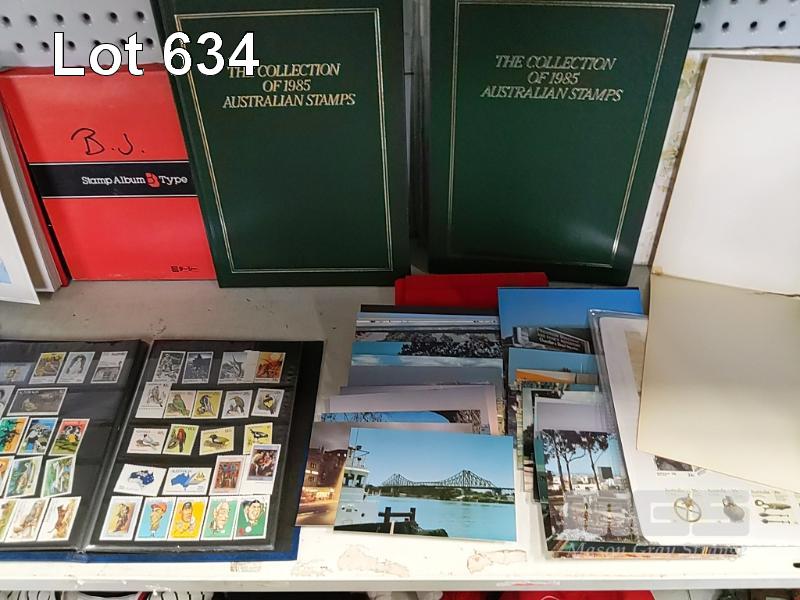 Lot 634
THE COLLECTION
OF 1985
AUSTRALIAN STAMPS
THE COLLECTION
OF 1985
AUSTRALIAN STAMPS
B.J.
Stamp Album B Type
Mason Gray Strange